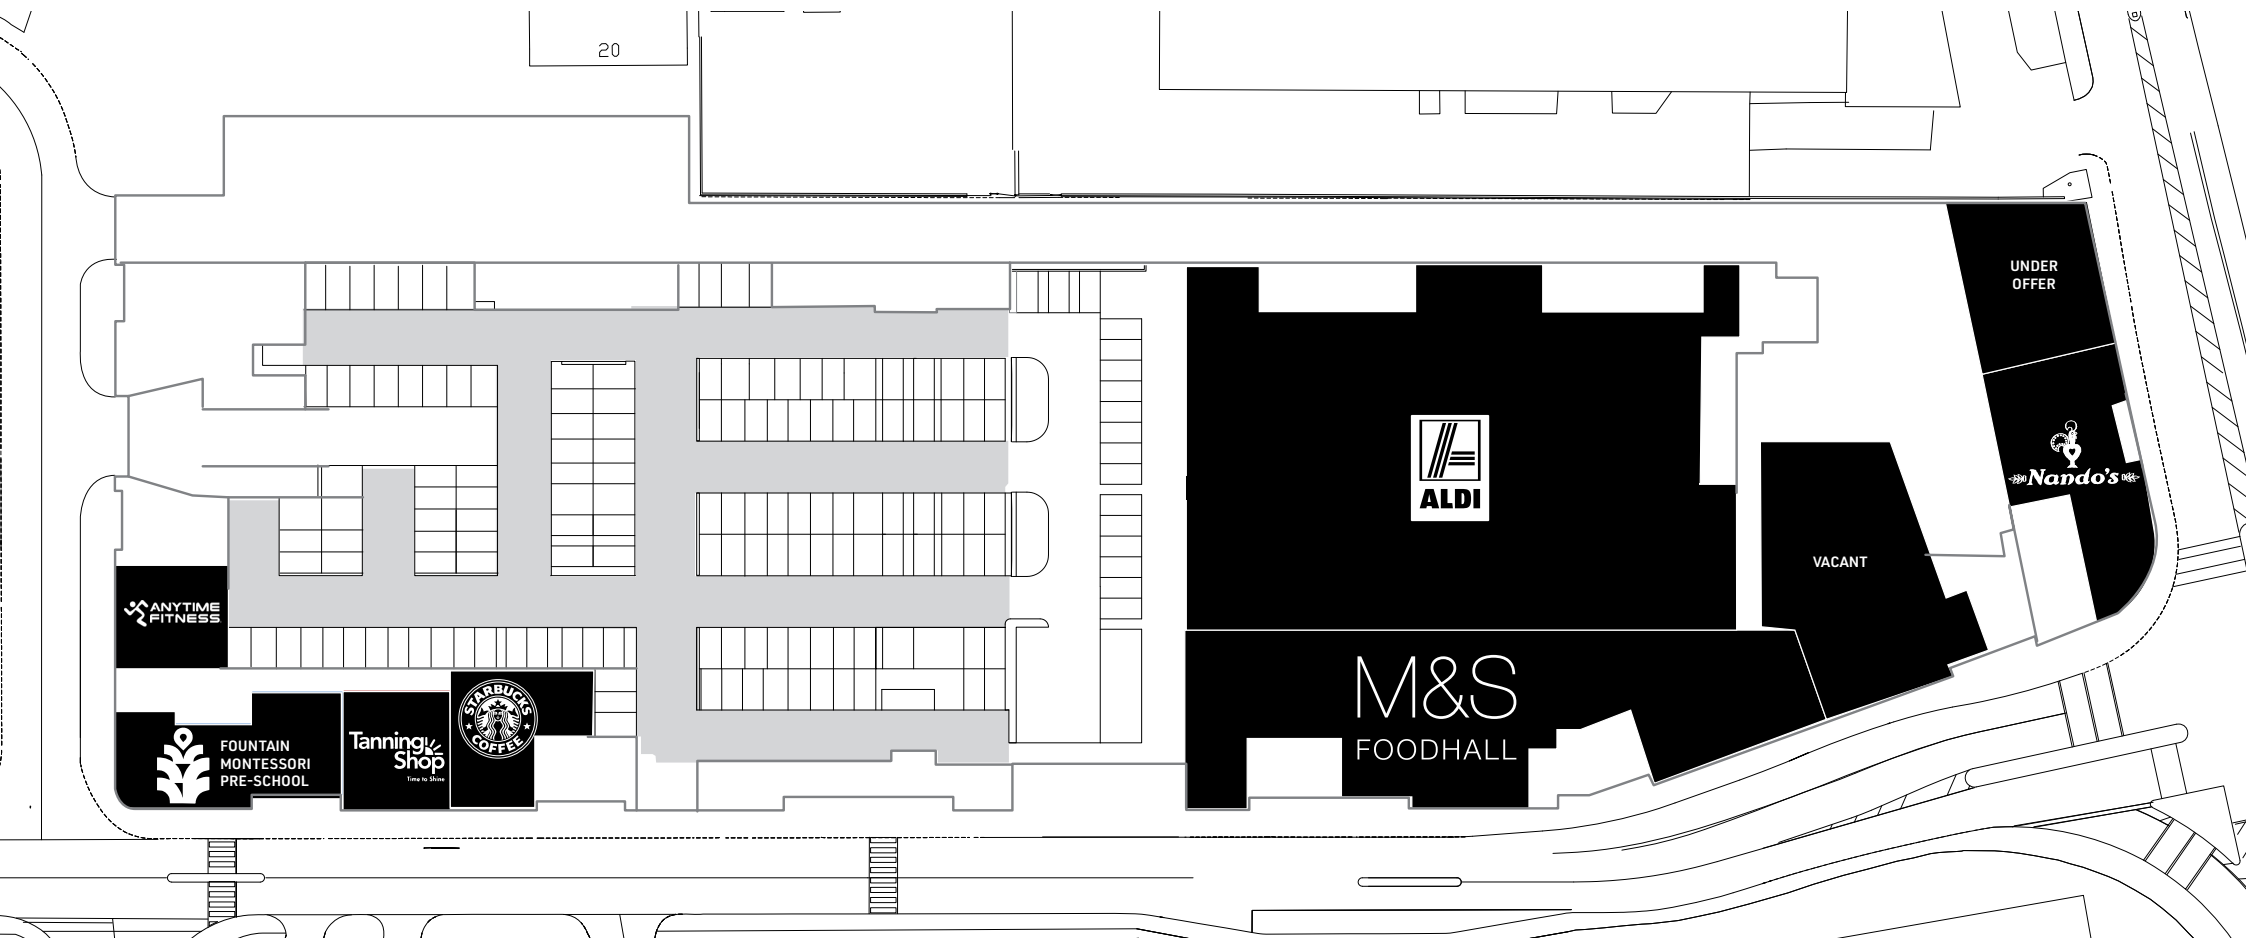 20
UNDER
OFFER
Nando's
ALDI
VACANT
ANYTIME
FITNESS
M&S
FOODHALL
STARBUCKS
COFFEE
Tanning
Shop
Time to Shine
FOUNTAIN
MONTESSORI
PRE-SCHOOL